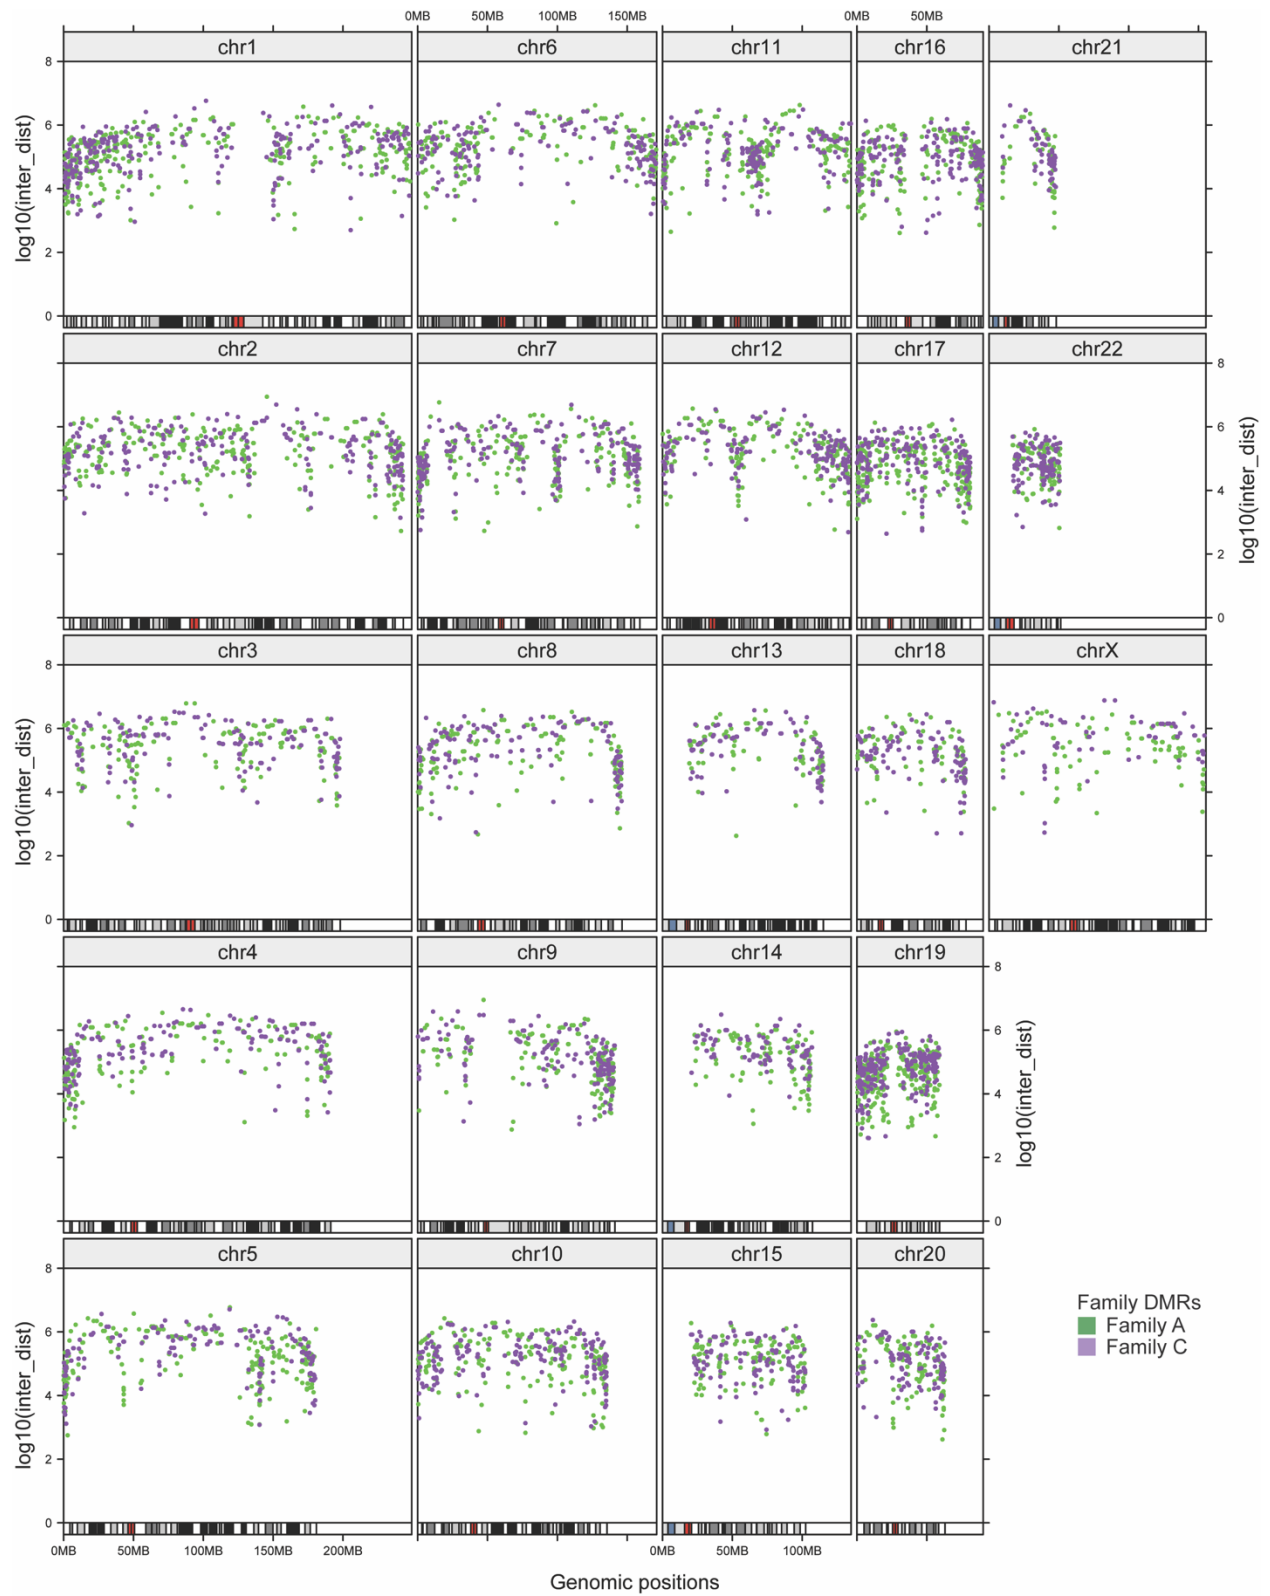 0MB 50MB 100MB 150MB 0MB 50MB
chr1 chr6 chr11 chr16 chr21
8
6
4
2
0
log10(inter_dist)
chr2 chr7 chr12 chr17 chr22
8
6
4
2
0
log10(inter_dist)
chr3 chr8 chr13 chr18 chrX
8
6
4
2
0
log10(inter_dist)
chr4 chr9 chr14 chr19
8
6
4
2
0
log10(inter_dist)
chr5 chr10 chr15 chr20
8
6
4
2
0
log10(inter_dist)
Family DMRs
Family A
Family C
0MB 50MB 100MB 150MB 200MB 0MB 50MB 100MB
Genomic positions